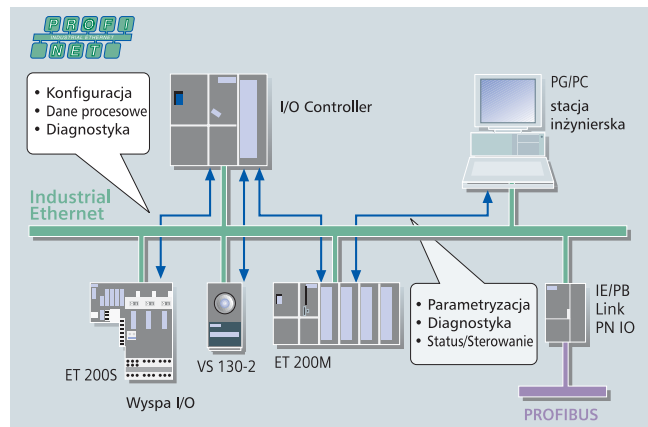 PROFI
INDUSTRIAL ETHERNET
NET
• Konfiguracja
• Dane procesowe
• Diagnostyka
I/O Controller
PG/PC
stacja
inżynierska
Industrial
Ethernet
• Parametryzacja
• Diagnostyka
• Status/Sterowanie
IE/PB
Link
PN IO
ET 200S
VS 130-2
ET 200M
Wyspa I/O
PROFIBUS